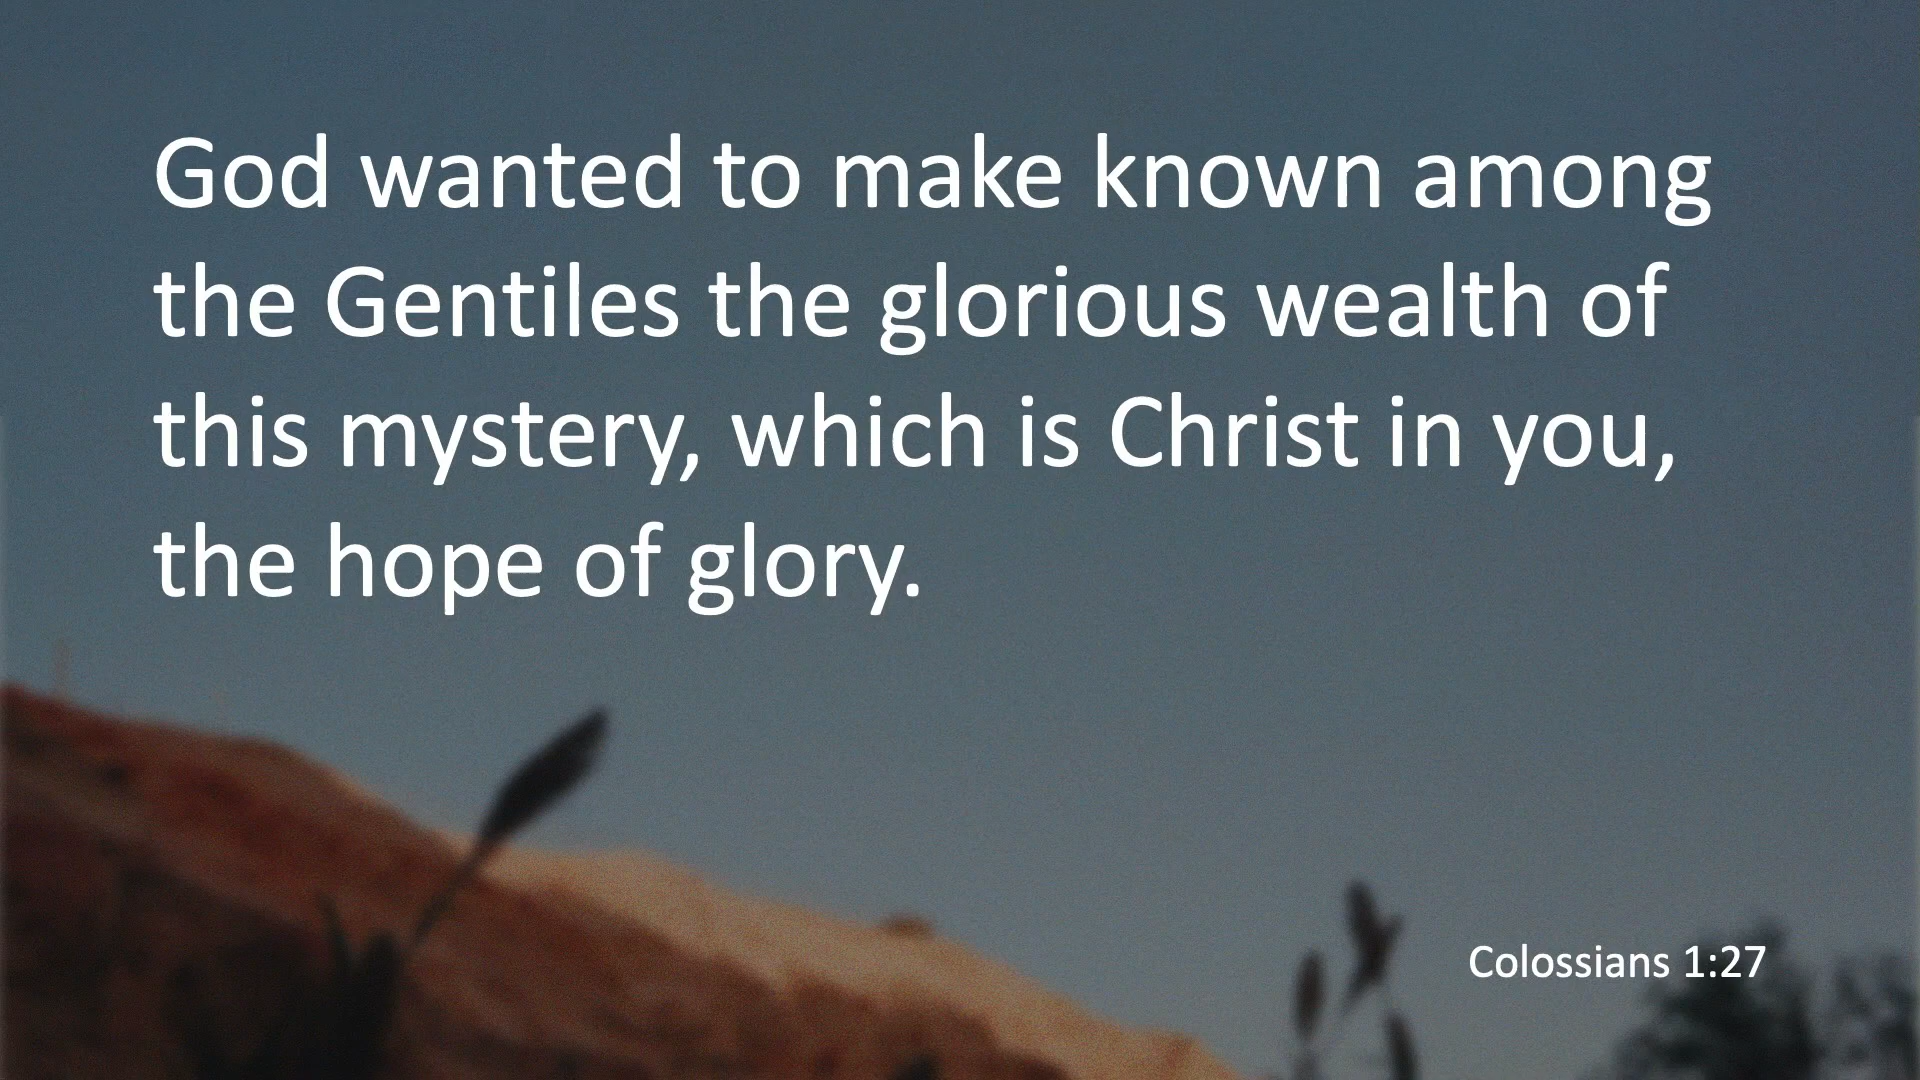 God wanted to make known among
the Gentiles the glorious wealth of
this mystery, which is Christ in you,
the hope of glory.
Colossians 1:27